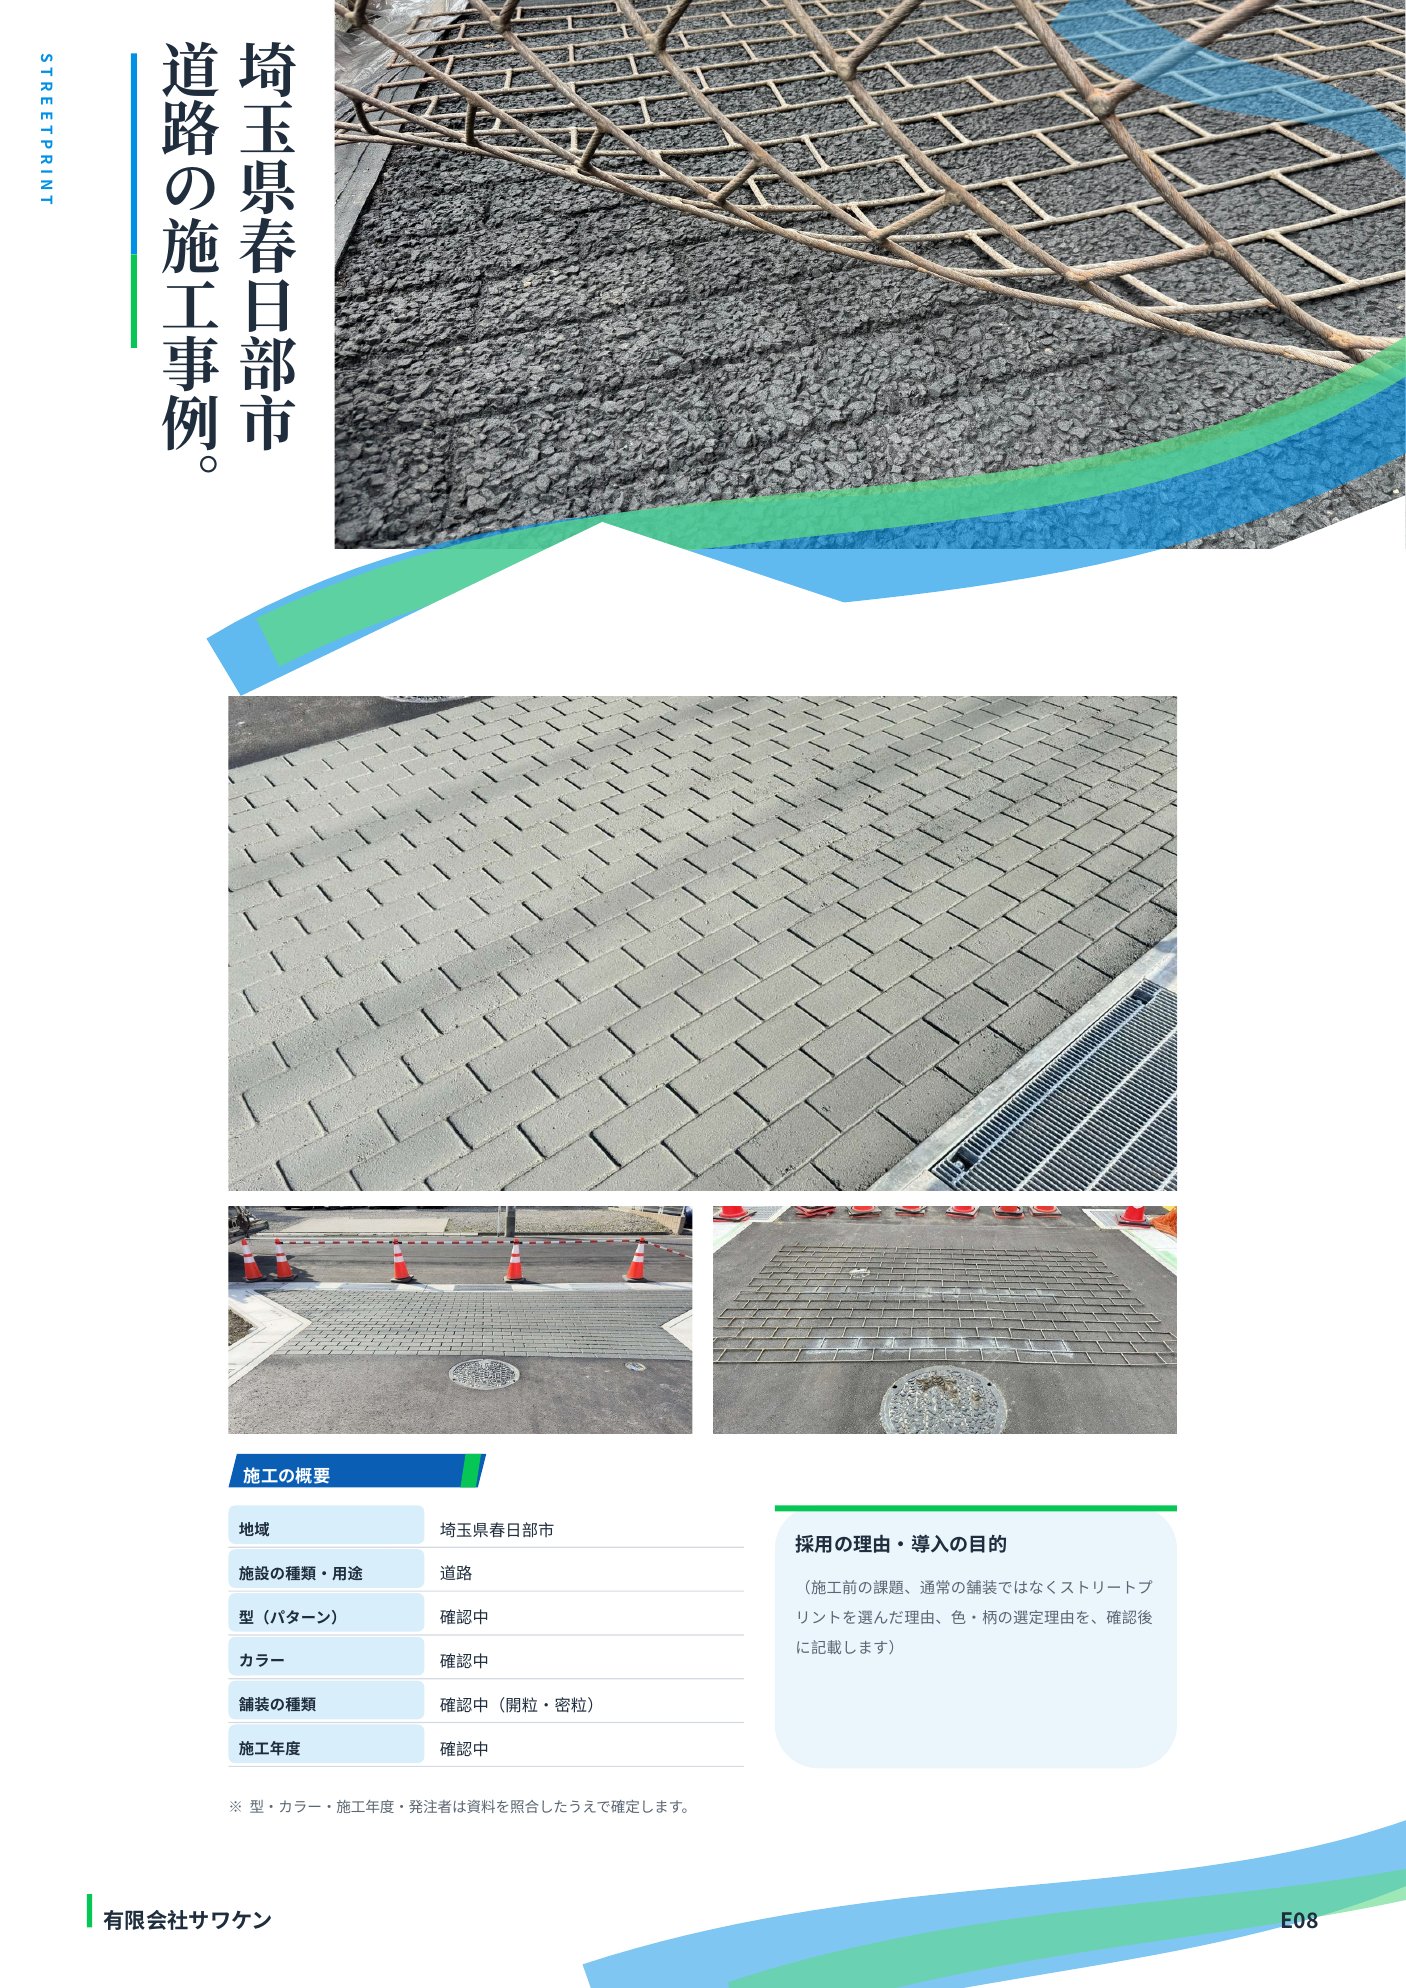 STREETPRINT
埼玉県春日部市
道路の施工事例。
施工の概要
地域 埼玉県春日部市
施設の種類・用途 道路
型（パターン） 確認中
カラー 確認中
舗装の種類 確認中（開粒・密粒）
施工年度 確認中
採用の理由・導入の目的
（施工前の課題、通常の舗装ではなくストリートプ
リントを選んだ理由、色・柄の選定理由を、確認後
に記載します）
※ 型・カラー・施工年度・発注者は資料を照合したうえで確定します。
有限会社サワケン
E08